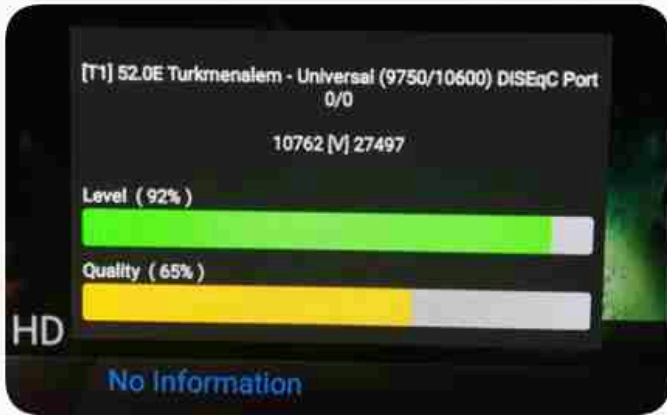 [T1] 52.0E Turkmenalem - Universal (9750/10600) DISEqC Port
0/0
10762 [V] 27497
Level ( 92% )
Quality ( 65% )
HD
No Information